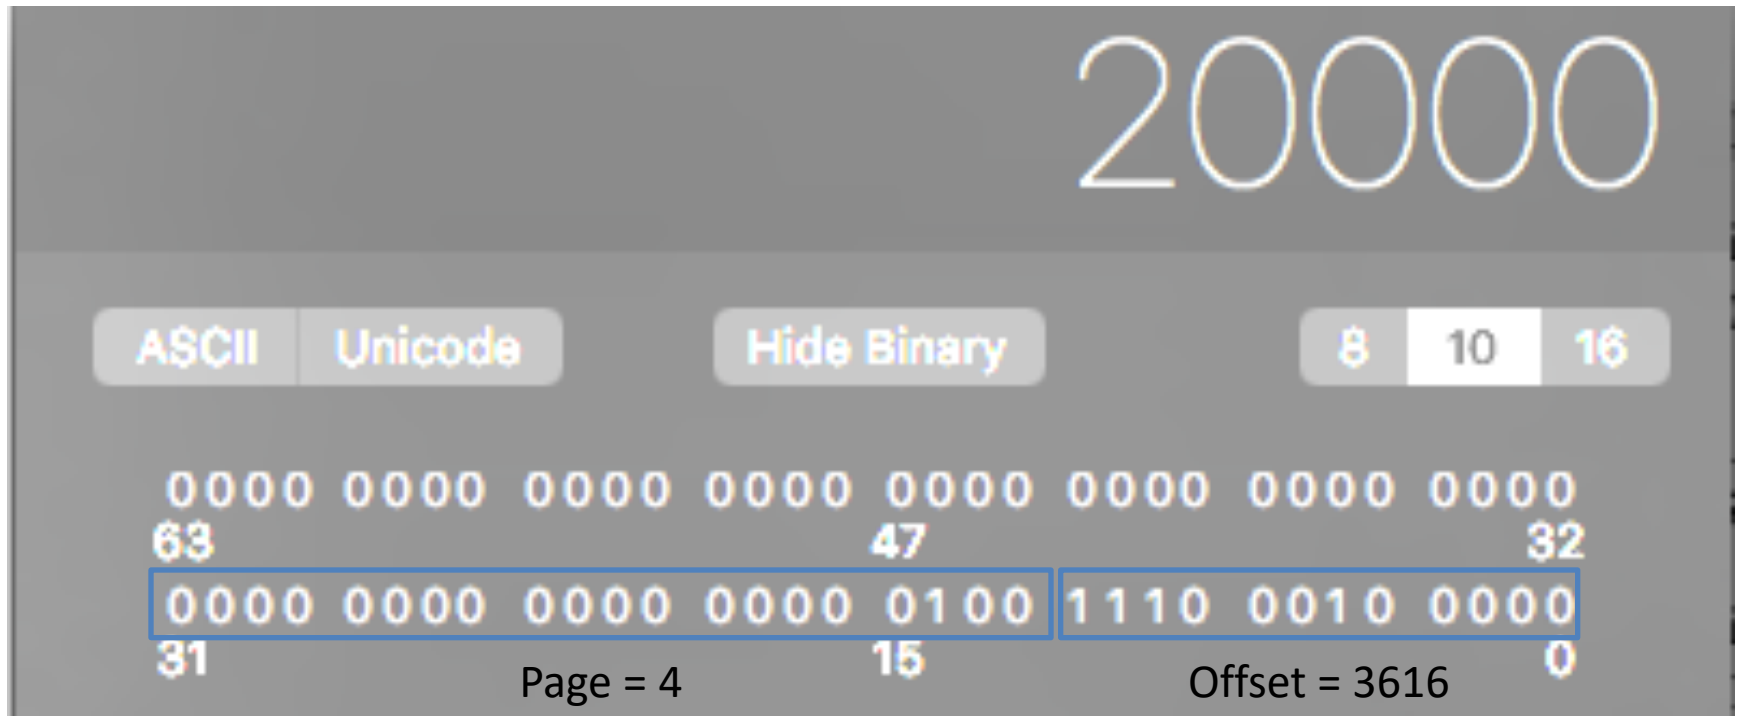 20000
ASCII Unicode Hide Binary 8 10 16
0000 0000 0000 0000 0000 0000 0000 0000
63 47 32
0000 0000 0000 0000 0100 1110 0010 0000
31 15 0
Page = 4 Offset = 3616